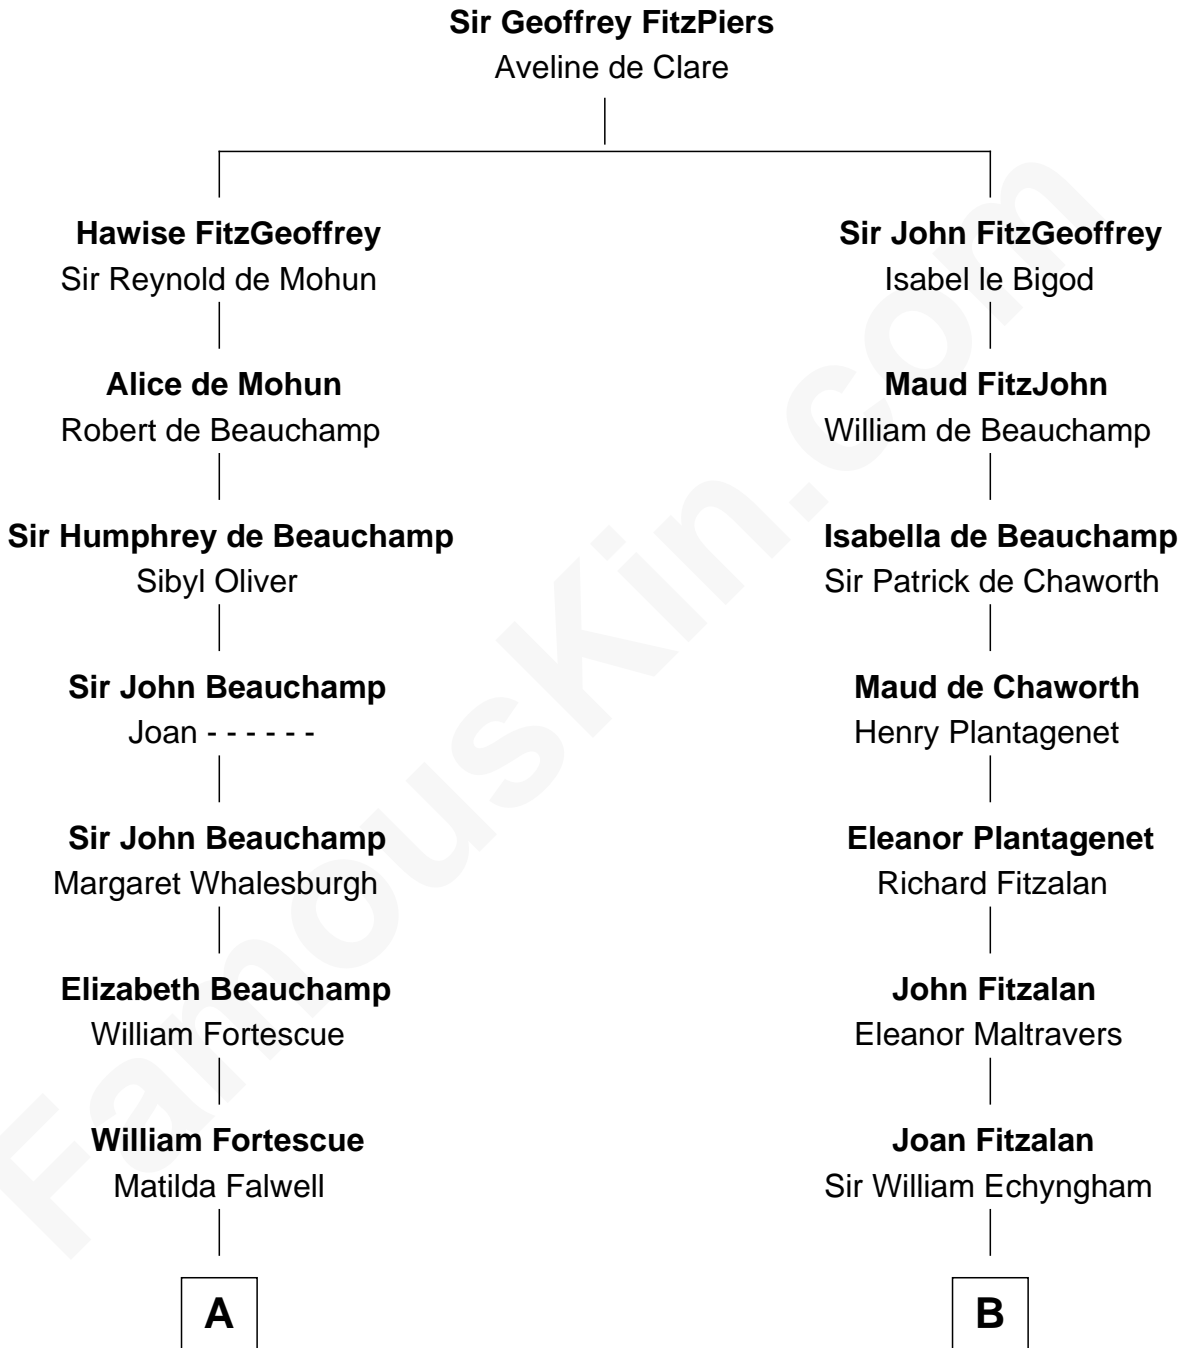 Sir Geoffrey FitzPiers
Aveline de Clare
Hawise FitzGeoffrey
Sir Reynold de Mohun
Alice de Mohun
Robert de Beauchamp
Sir Humphrey de Beauchamp
Sibyl Oliver
Sir John Beauchamp
Joan - - - - - -
Sir John Beauchamp
Margaret Whalesburgh
Elizabeth Beauchamp
William Fortescue
William Fortescue
Matilda Falwell
A
Sir John FitzGeoffrey
Isabel le Bigod
Maud FitzJohn
William de Beauchamp
Isabella de Beauchamp
Sir Patrick de Chaworth
Maud de Chaworth
Henry Plantagenet
Eleanor Plantagenet
Richard Fitzalan
John Fitzalan
Eleanor Maltravers
Joan Fitzalan
Sir William Echyngham
B
FamousKin.com